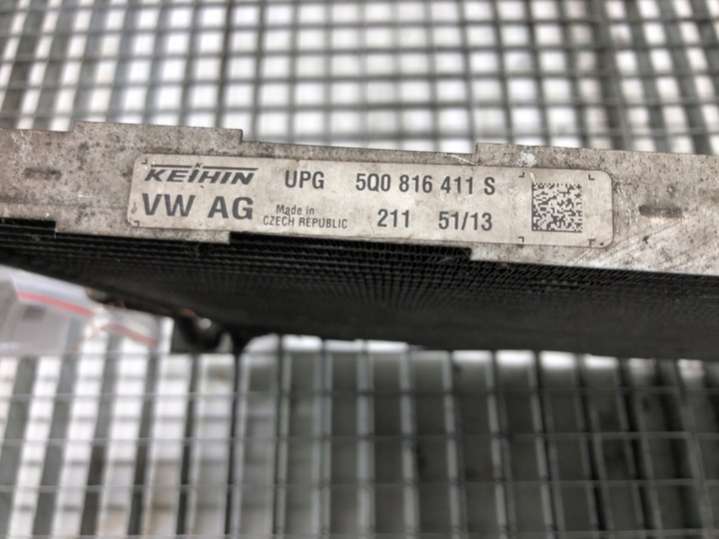 KEIHIN UPG 5Q0 816 411 S
VW AG Made in CZECH REPUBLIC 211 51/13